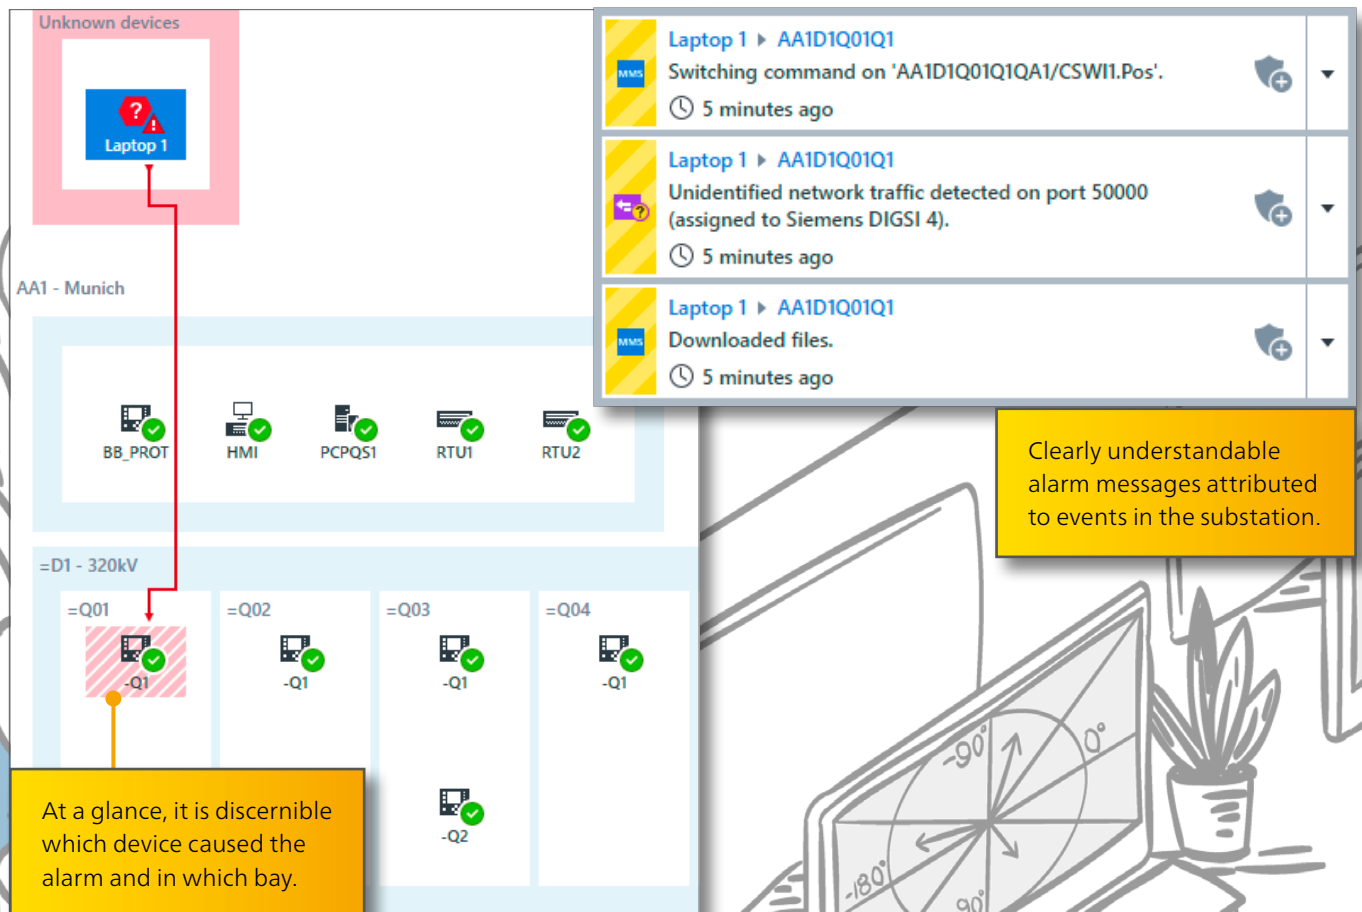 Unknown devices
Laptop 1
AA1 - Munich
BB_PROT
HMI
PCPQS1
RTU1
RTU2
=D1 - 320kV
=Q01
=Q02
=Q03
=Q04
-Q1
-Q1
-Q1
-Q1
-Q2
At a glance, it is discernible
which device caused the
alarm and in which bay.
Laptop 1 ▸ AA1D1Q01Q1
MMS
Switching command on 'AA1D1Q01Q1QA1/CSWI1.Pos'.
5 minutes ago
Laptop 1 ▸ AA1D1Q01Q1
Unidentified network traffic detected on port 50000
(assigned to Siemens DIGSI 4).
5 minutes ago
Laptop 1 ▸ AA1D1Q01Q1
MMS
Downloaded files.
5 minutes ago
Clearly understandable
alarm messages attributed
to events in the substation.
-90°
0°
-180°
90°